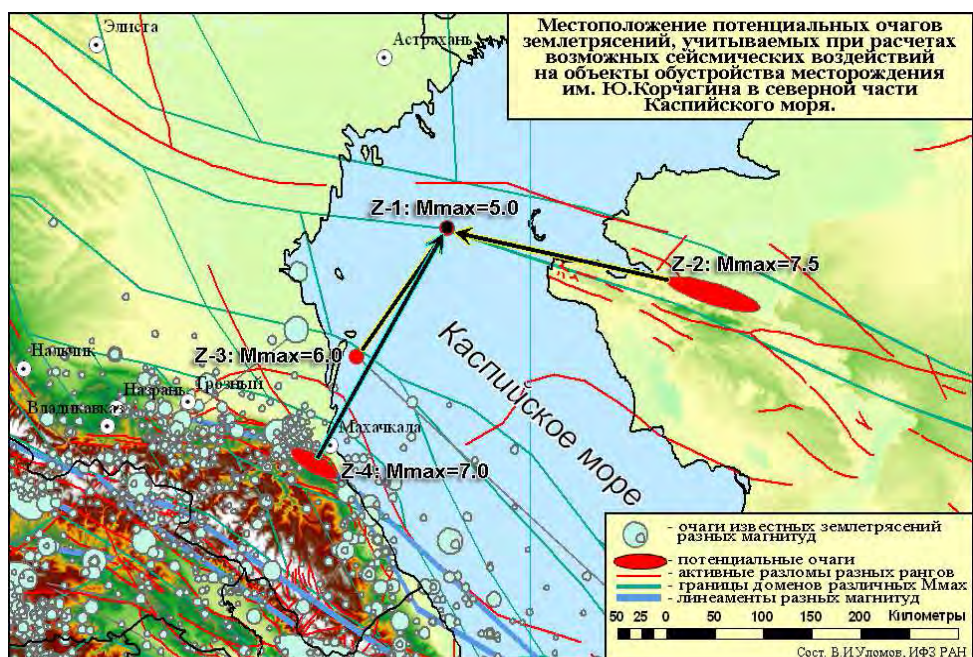 Элиста
Астрахань
Местоположение потенциальных очагов
землетрясений, учитываемых при расчетах
возможных сейсмических воздействий
на объекты обустройства месторождения
им. Ю.Корчагина в северной части
Каспийского моря.
Z-1: Mmax=5.0
Z-2: Mmax=7.5
Z-3: Mmax=6.0
Нальчик
Назрань
Грозный
Владикавказ
Махачкала
Z-4: Mmax=7.0
Каспийское море
- очаги известных землетрясений
разных магнитуд
- потенциальные очаги
- активные разломы разных рангов
- границы доменов различных Mмах
- линеаменты разных магнитуд
50 25 0 50 100 150 200 Километры
Сост. В.И.Уломов, ИФЗ РАН